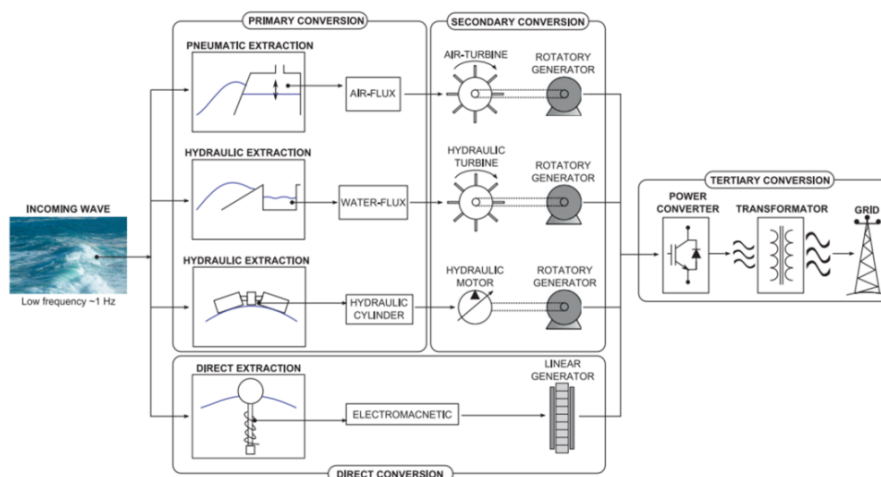 PRIMARY CONVERSION
SECONDARY CONVERSION
PNEUMATIC EXTRACTION
AIR-FLUX
AIR-TURBINE
ROTATORY
GENERATOR
HYDRAULIC EXTRACTION
WATER-FLUX
HYDRAULIC
TURBINE
ROTATORY
GENERATOR
INCOMING WAVE
Low frequency ~1 Hz
HYDRAULIC EXTRACTION
HYDRAULIC
CYLINDER
HYDRAULIC
MOTOR
ROTATORY
GENERATOR
DIRECT EXTRACTION
ELECTROMACNETIC
LINEAR
GENERATOR
DIRECT CONVERSION
TERTIARY CONVERSION
POWER
CONVERTER
TRANSFORMATOR
GRID